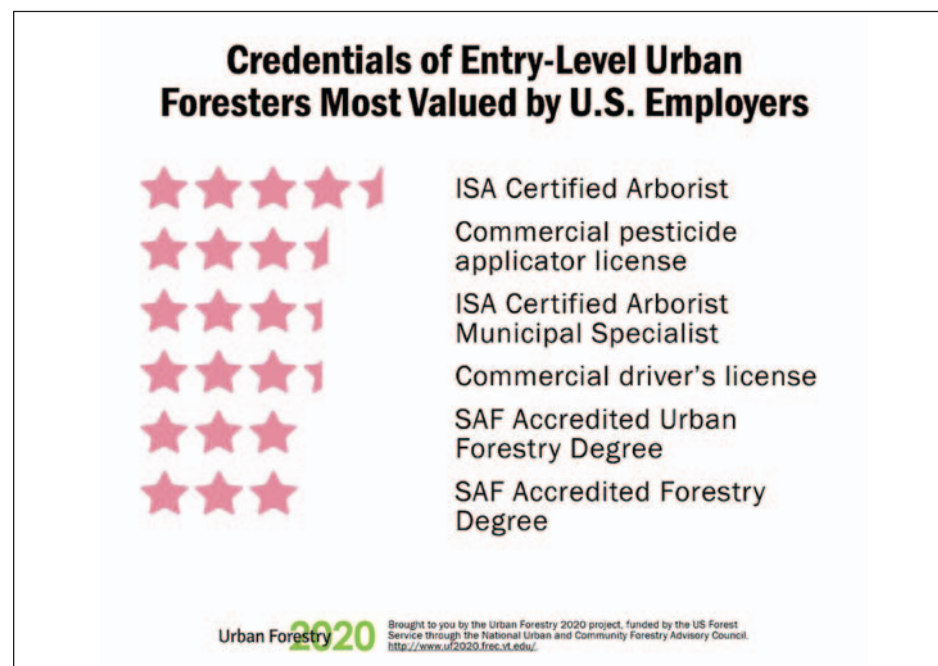 Credentials of Entry-Level Urban
Foresters Most Valued by U.S. Employers
ISA Certified Arborist
Commercial pesticide
applicator license
ISA Certified Arborist
Municipal Specialist
Commercial driver's license
SAF Accredited Urban
Forestry Degree
SAF Accredited Forestry
Degree
Urban Forestry 2020
Brought to you by the Urban Forestry 2020 project, funded by the US Forest
Service through the National Urban and Community Forestry Advisory Council.
http://www.uf2020.frec.vt.edu/.